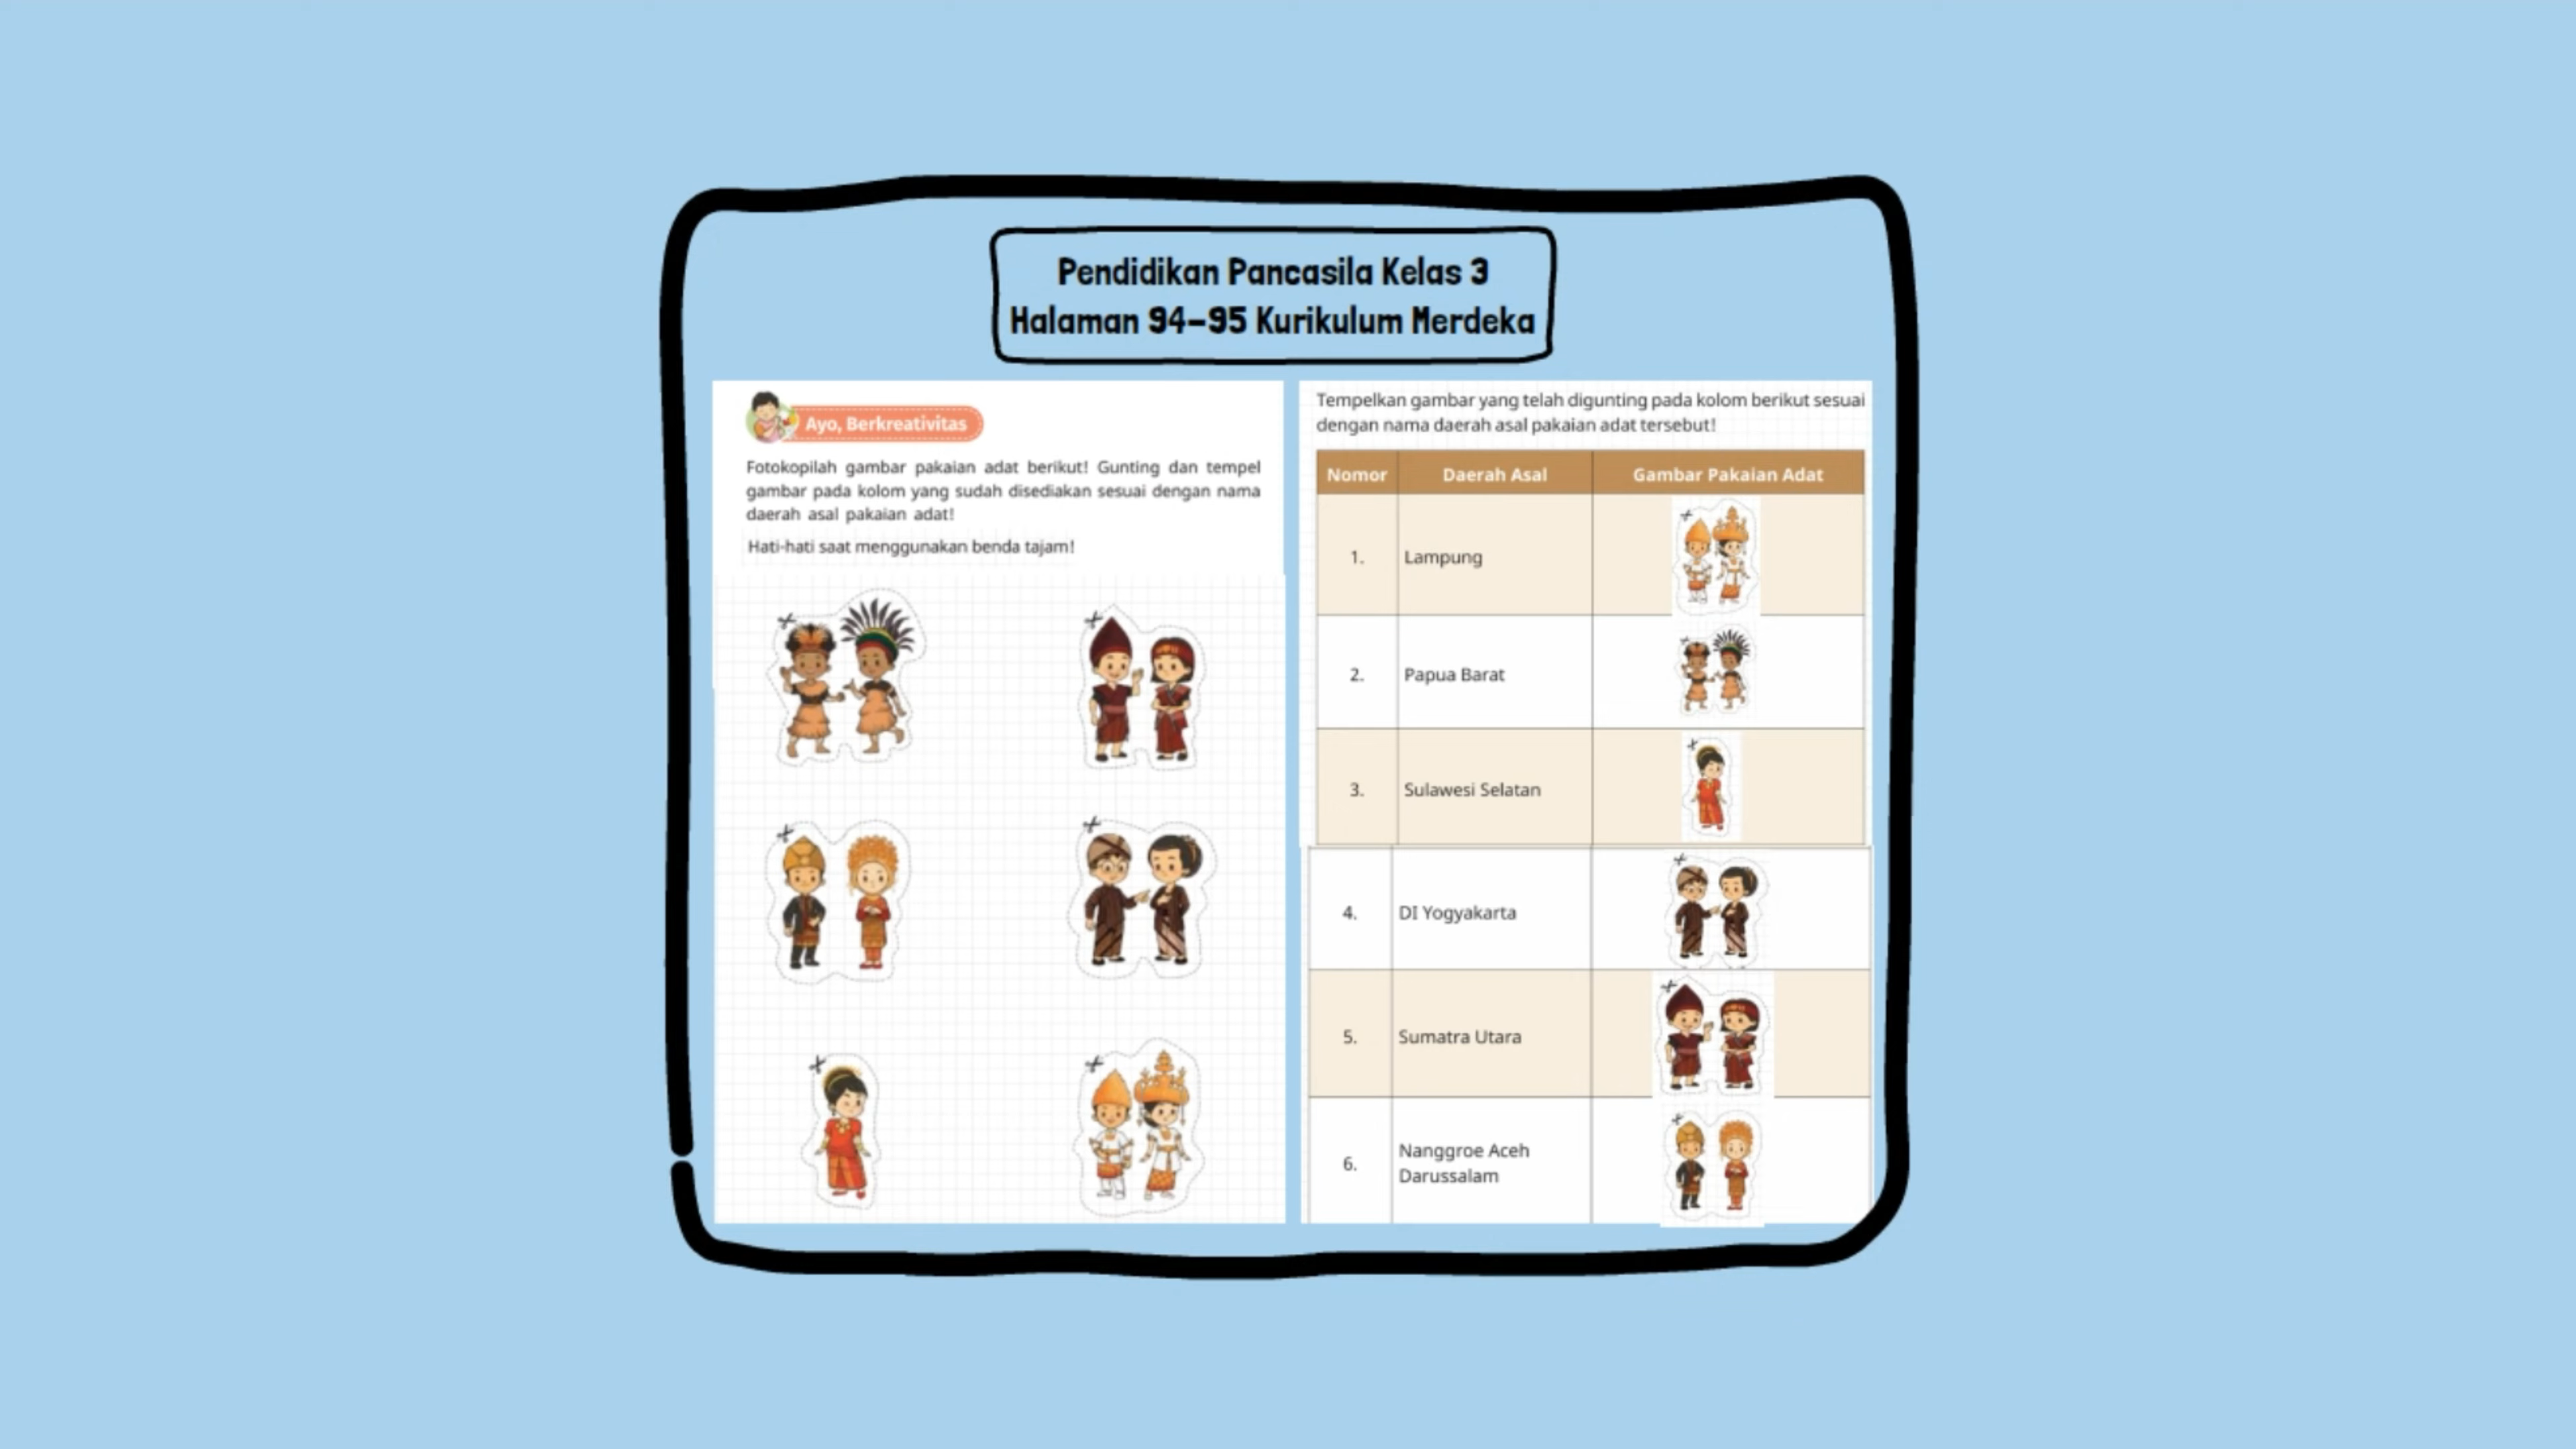 Pendidikan Pancasila Kelas 3
Halaman 94-95 Kurikulum Merdeka
Ayo, Berkreativitas
Fotokopilah gambar pakaian adat berikut! Gunting dan tempel
gambar pada kolom yang sudah disediakan sesuai dengan nama
daerah asal pakaian adat!
Hati-hati saat menggunakan benda tajam!
Tempelkan gambar yang telah digunting pada kolom berikut sesuai
dengan nama daerah asal pakaian adat tersebut!
Nomor Daerah Asal Gambar Pakaian Adat
1. Lampung
2. Papua Barat
3. Sulawesi Selatan
4. DI Yogyakarta
5. Sumatra Utara
6. Nanggroe Aceh
Darussalam